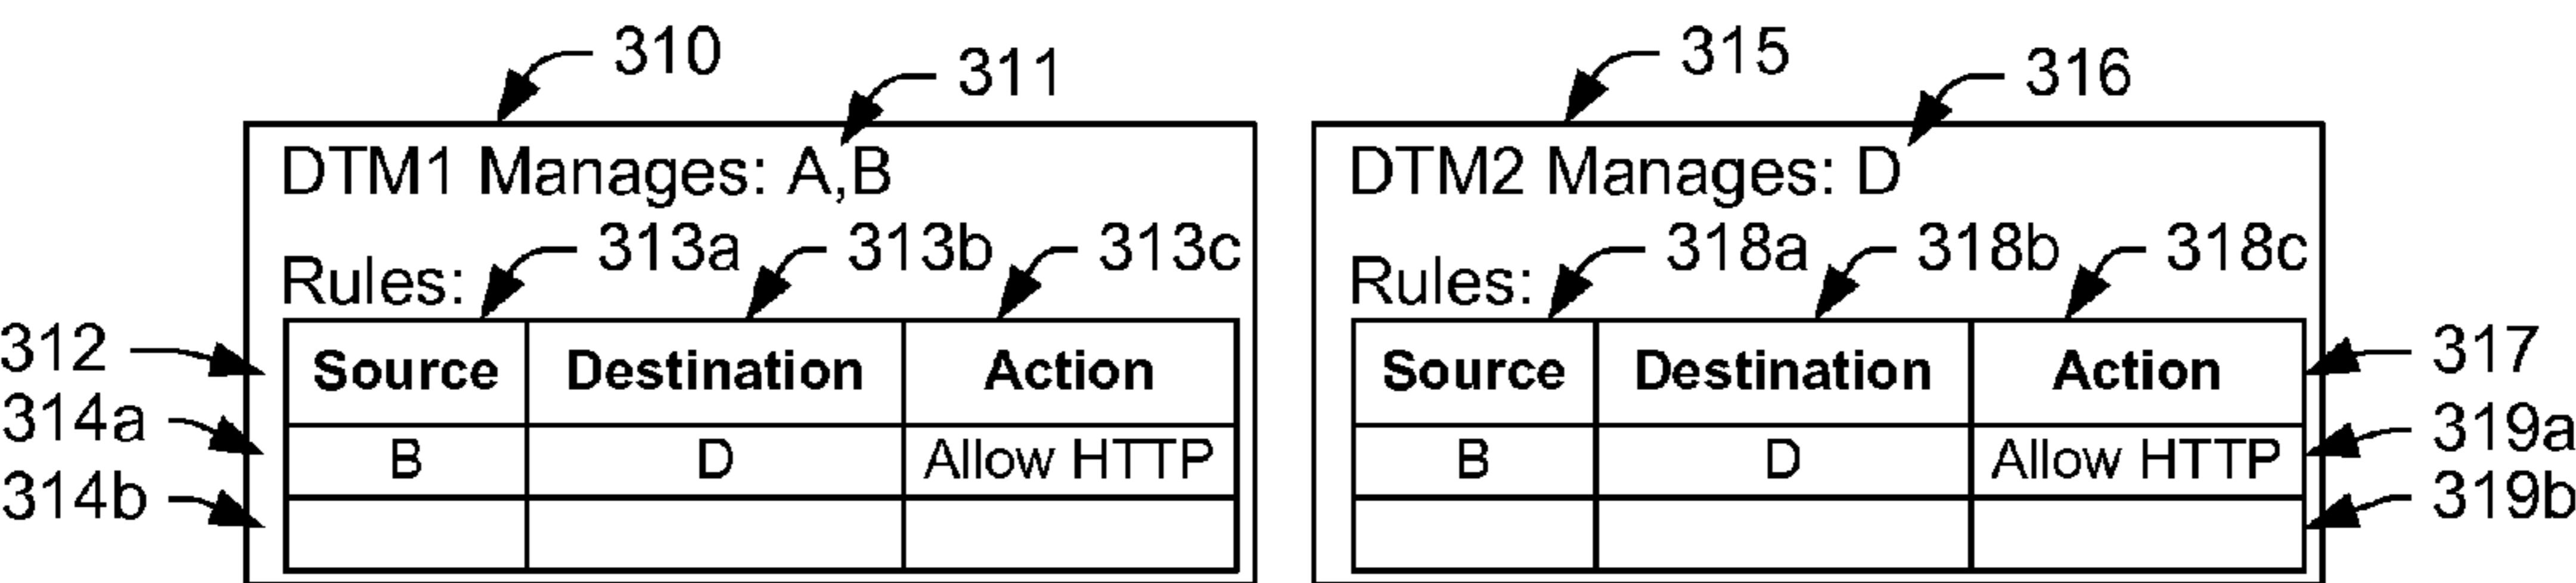 310 315
311 316
DTM1 Manages: A,B DTM2 Manages: D
313a 313b 313c 318a 318b 318c
Rules: Rules:
312 Source Destination Action Source Destination Action 317
314a B D Allow HTTP B D Allow HTTP 319a
314b 319b